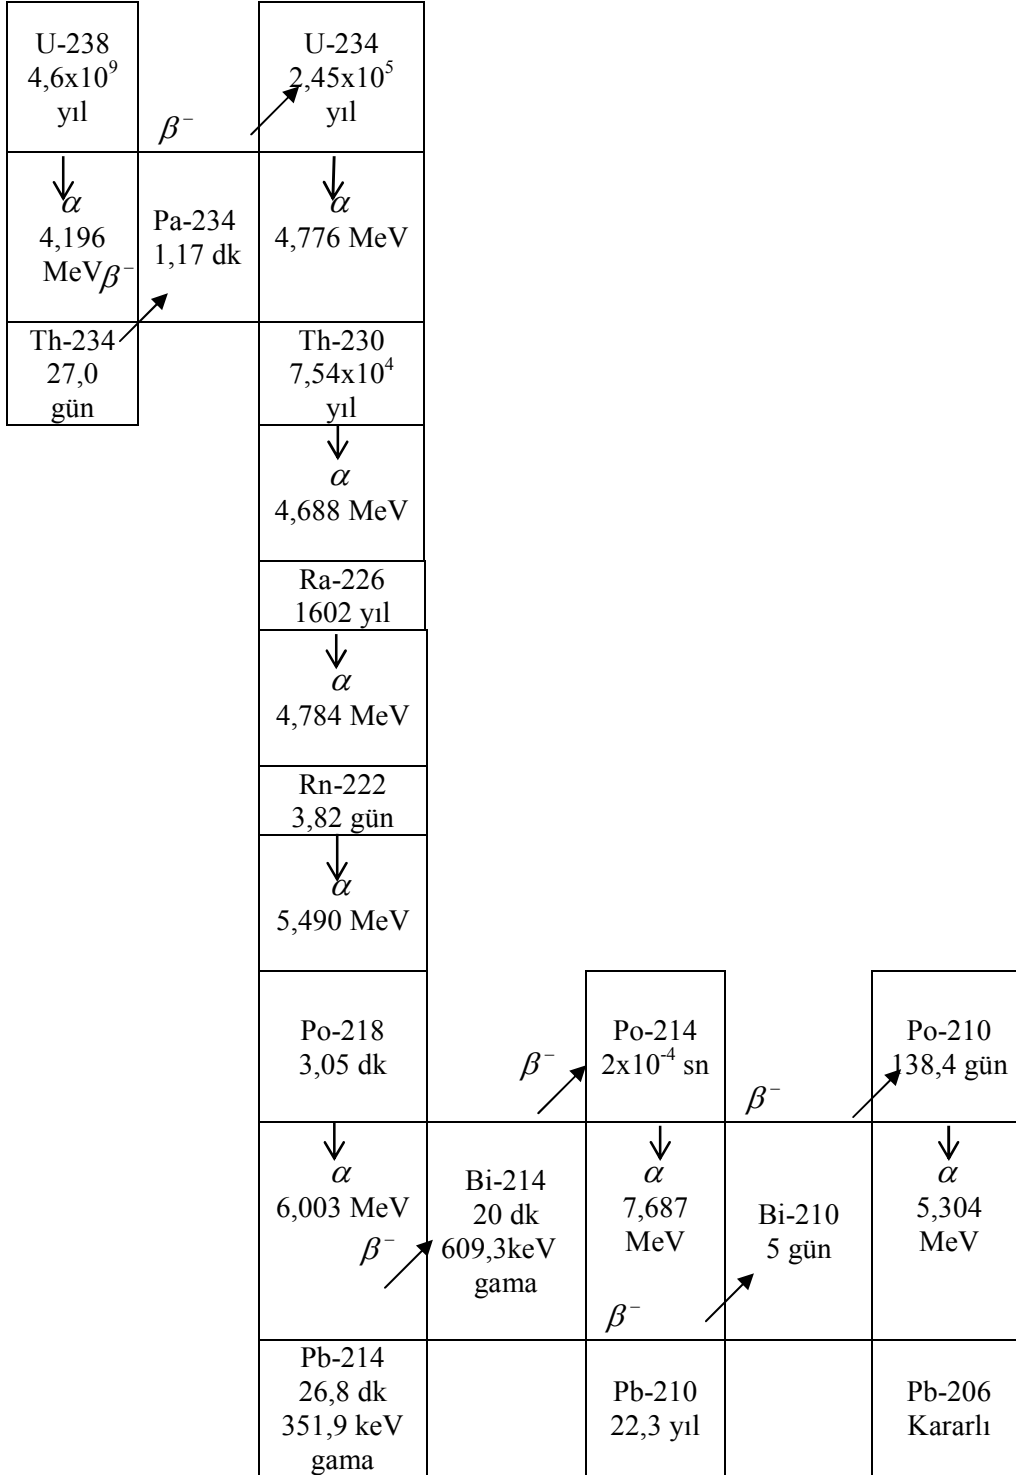 U-238
4,6x10⁹
yıl
β⁻
U-234
2,45x10⁵
yıl
α
4,196
MeV
β⁻
Pa-234
1,17 dk
α
4,776 MeV
Th-234
27,0
gün
Th-230
7,54x10⁴
yıl
α
4,688 MeV
Ra-226
1602 yıl
α
4,784 MeV
Rn-222
3,82 gün
α
5,490 MeV
Po-218
3,05 dk
β⁻
Po-214
2x10⁻⁴ sn
β⁻
Po-210
138,4 gün
α
6,003 MeV
β⁻
Bi-214
20 dk
609,3keV
gama
α
7,687
MeV
β⁻
Bi-210
5 gün
α
5,304
MeV
Pb-214
26,8 dk
351,9 keV
gama
Pb-210
22,3 yıl
Pb-206
Kararlı